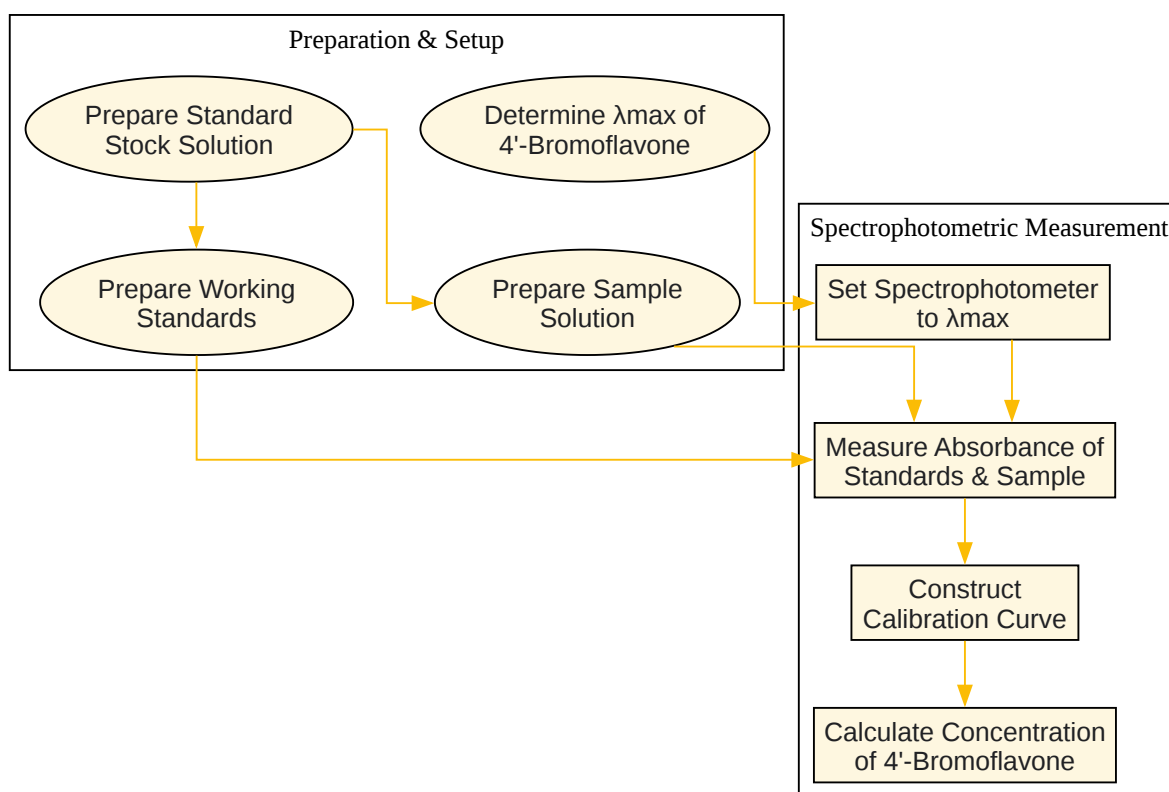 Preparation & Setup
Prepare Standard
Stock Solution
Determine λmax of
4'-Bromoflavone
Prepare Working
Standards
Prepare Sample
Solution
Spectrophotometric Measurement
Set Spectrophotometer
to λmax
Measure Absorbance of
Standards & Sample
Construct
Calibration Curve
Calculate Concentration
of 4'-Bromoflavone